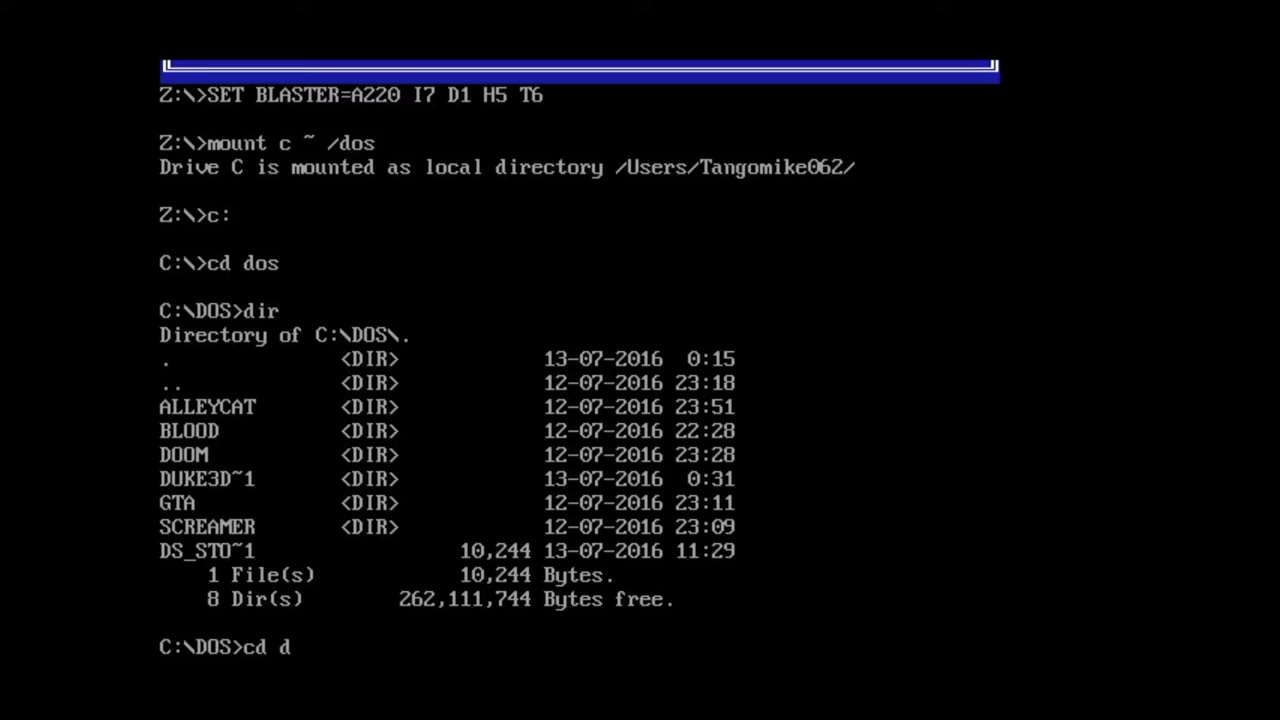 Z:\>SET BLASTER=A220 I7 D1 H5 T6
Z:\>mount c ~ /dos
Drive C is mounted as local directory /Users/Tangomike062/
Z:\>c:
C:\>cd dos
C:\DOS>dir
Directory of C:\DOS\.
. <DIR> 13-07-2016 0:15
.. <DIR> 12-07-2016 23:18
ALLEYCAT <DIR> 12-07-2016 23:51
BLOOD <DIR> 12-07-2016 22:28
DOOM <DIR> 12-07-2016 23:28
DUKE3D~1 <DIR> 13-07-2016 0:31
GTA <DIR> 12-07-2016 23:11
SCREAMER <DIR> 12-07-2016 23:09
DS_STO~1 10,244 13-07-2016 11:29
1 File(s) 10,244 Bytes.
8 Dir(s) 262,111,744 Bytes free.
C:\DOS>cd d